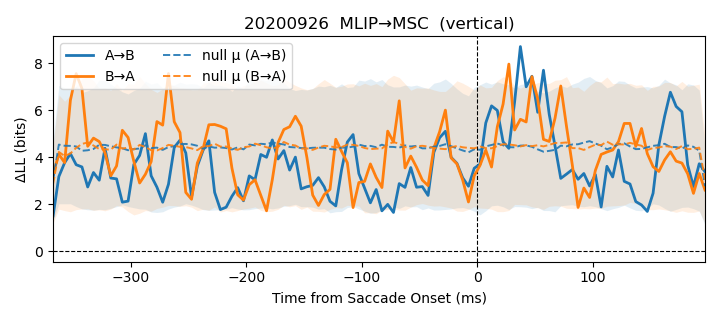 20200926  MLIP→MSC  (vertical)
A→B
B→A
null μ (A→B)
null μ (B→A)
ΔLL (bits)
8
6
4
2
0
−300
−200
−100
0
100
Time from Saccade Onset (ms)